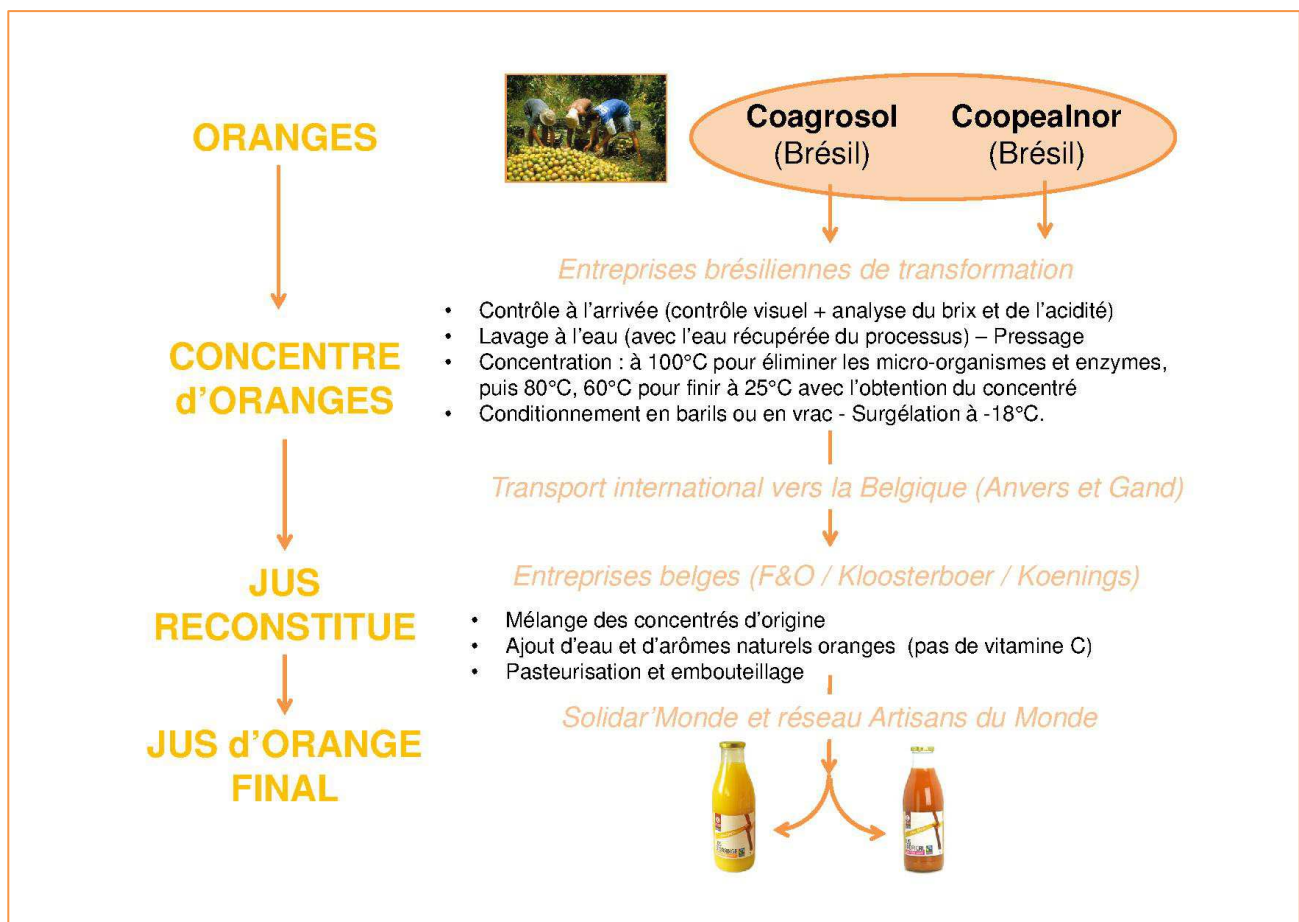 ORANGES
Coagrosol
(Brésil)
Coopealnor
(Brésil)
Entreprises brésiliennes de transformation
CONCENTRE
d'ORANGES
• Contrôle à l'arrivée (contrôle visuel + analyse du brix et de l'acidité)
• Lavage à l'eau (avec l'eau récupérée du processus) – Pressage
• Concentration : à 100°C pour éliminer les micro-organismes et enzymes,
puis 80°C, 60°C pour finir à 25°C avec l'obtention du concentré
• Conditionnement en barils ou en vrac - Surgélation à -18°C.
Transport international vers la Belgique (Anvers et Gand)
JUS
RECONSTITUE
Entreprises belges (F&O / Kloosterboer / Koenings)
• Mélange des concentrés d'origine
• Ajout d'eau et d'arômes naturels oranges (pas de vitamine C)
• Pasteurisation et embouteillage
Solidar'Monde et réseau Artisans du Monde
JUS d'ORANGE
FINAL